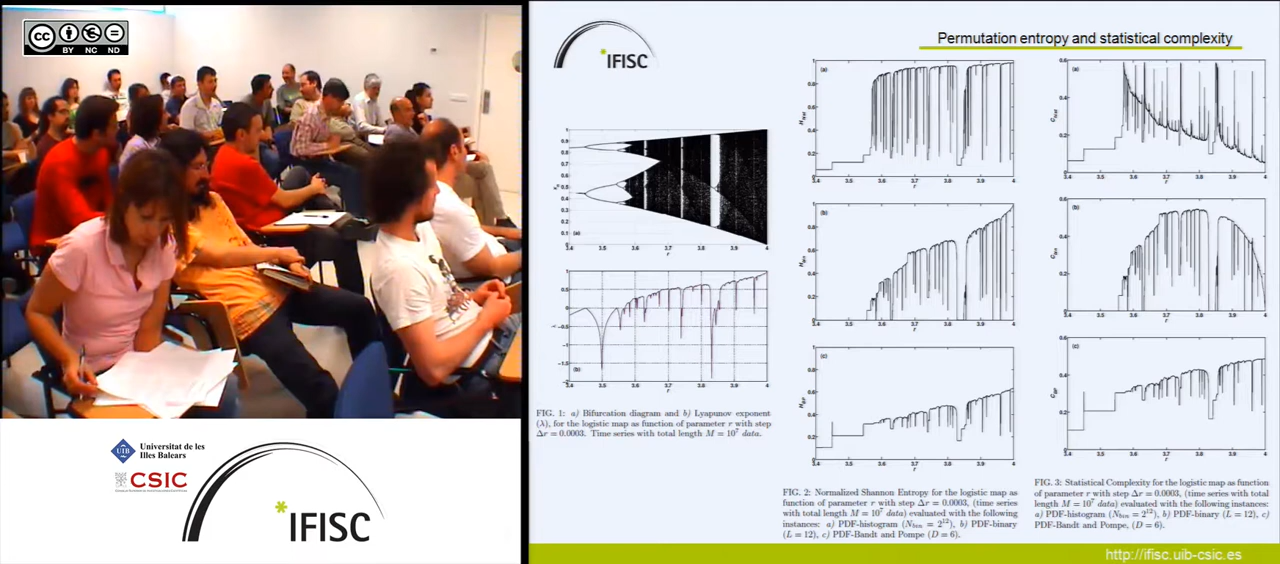 cc
BY NC ND
Universitat de les
Illes Balears
UIB
CSIC
*IFISC
*IFISC
Permutation entropy and statistical complexity
(a)
r
(b)
r
FIG. 1: a) Bifurcation diagram and b) Lyapunov exponent
(λ), for the logistic map as function of parameter r with step
Δr = 0.0003. Time series with total length M = 10⁷ data.
(a)
r
(b)
r
(c)
r
FIG. 2: Normalized Shannon Entropy for the logistic map as
function of parameter r with step Δr = 0.0003, (time series
with total length M = 10⁷ data) evaluated with the following
instances: a) PDF-histogram (Nbin = 2¹²), b) PDF-binary
(L = 12), c) PDF-Bandt and Pompe (D = 6).
(a)
r
(b)
r
(c)
r
FIG. 3: Statistical Complexity for the logistic map as function
of parameter r with step Δr = 0.0003, (time series with total
length M = 10⁷ data) evaluated with the following instances:
a) PDF-histogram (Nbin = 2¹²), b) PDF-binary (L = 12), c)
PDF-Bandt and Pompe, (D = 6).
http://ifisc.uib-csic.es